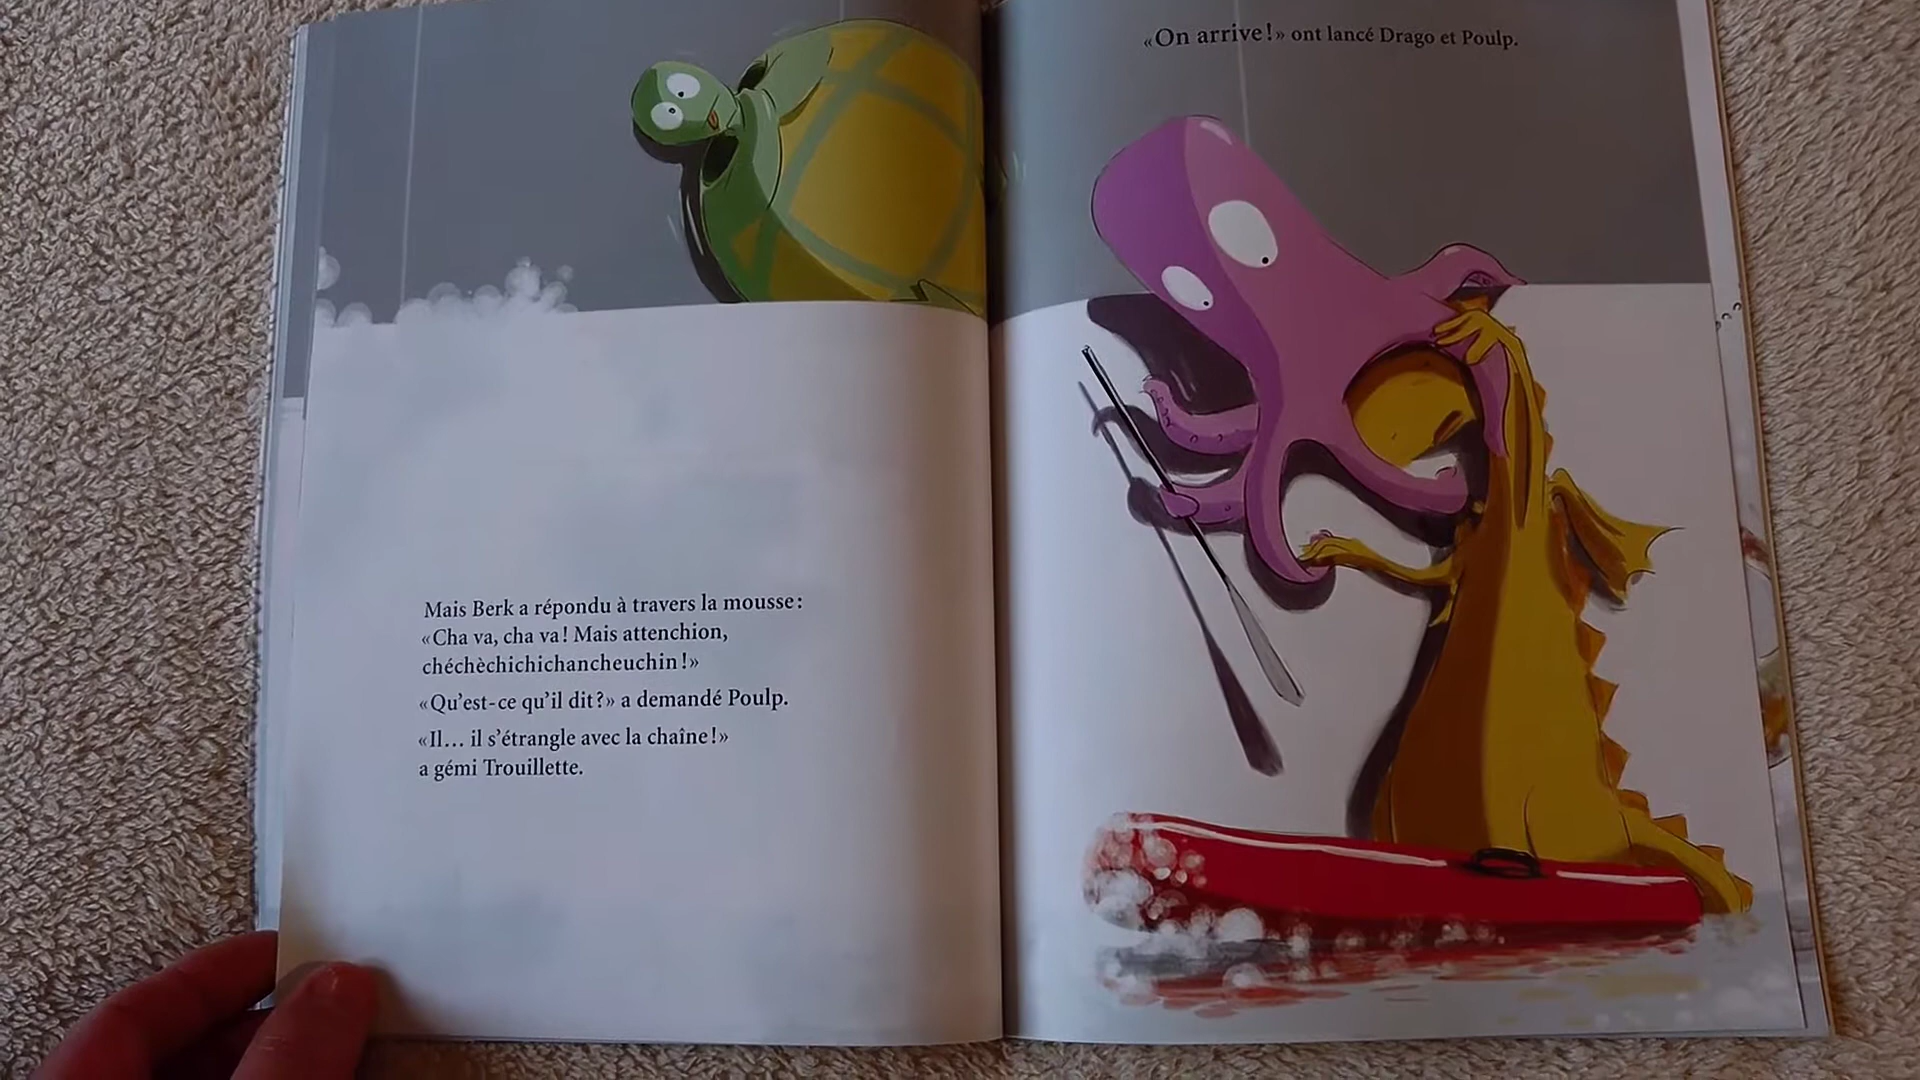 Mais Berk a répondu à travers la mousse :
«Cha va, cha va ! Mais attenchion,
chéchèchichichancheuchin !»
«Qu'est-ce qu'il dit ?» a demandé Poulp.
«Il… il s'étrangle avec la chaîne !»
a gémi Trouillette.
«On arrive !» ont lancé Drago et Poulp.